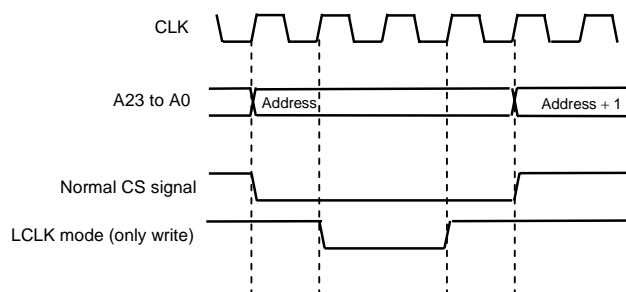 CLK
A23 to A0 Address Address + 1
Normal CS signal
LCLK mode (only write)